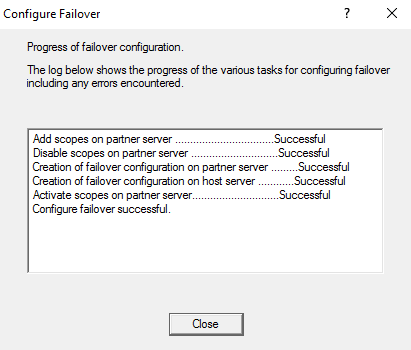 Configure Failover
?
Progress of failover configuration.
The log below shows the progress of the various tasks for configuring failover
including any errors encountered.
Add scopes on partner server .................................Successful
Disable scopes on partner server .............................Successful
Creation of failover configuration on partner server .........Successful
Creation of failover configuration on host server ............Successful
Activate scopes on partner server.............................Successful
Configure failover successful.
Close